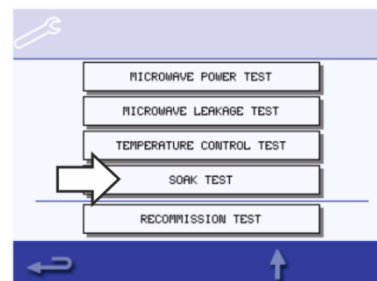 MICROWAVE POWER TEST
MICROWAVE LEAKAGE TEST
TEMPERATURE CONTROL TEST
SOAK TEST
RECOMMISSION TEST